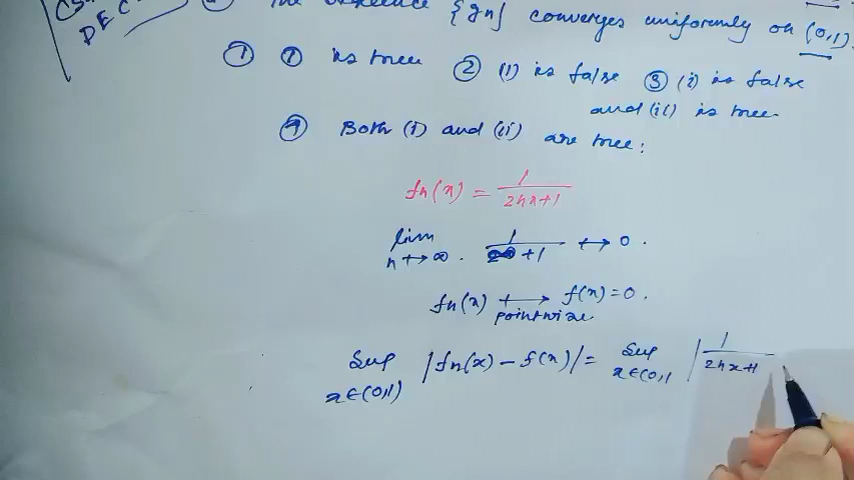 DEC
The sequence {gn} converges uniformly on (0,1).
① ① is true ② (1) is false ③ (i) is false
and (ii) is true
④ Both (i) and (ii) are true:
fn(x) = 1/(2nx+1)
lim n→∞ . 1/(∞+1) ↔ 0 .
fn(x) ⟼ f(x)=0 .
pointwise
Sup x∈(0,1) |fn(x) - f(x)| = Sup x∈(0,1 | 1/(2nx+1